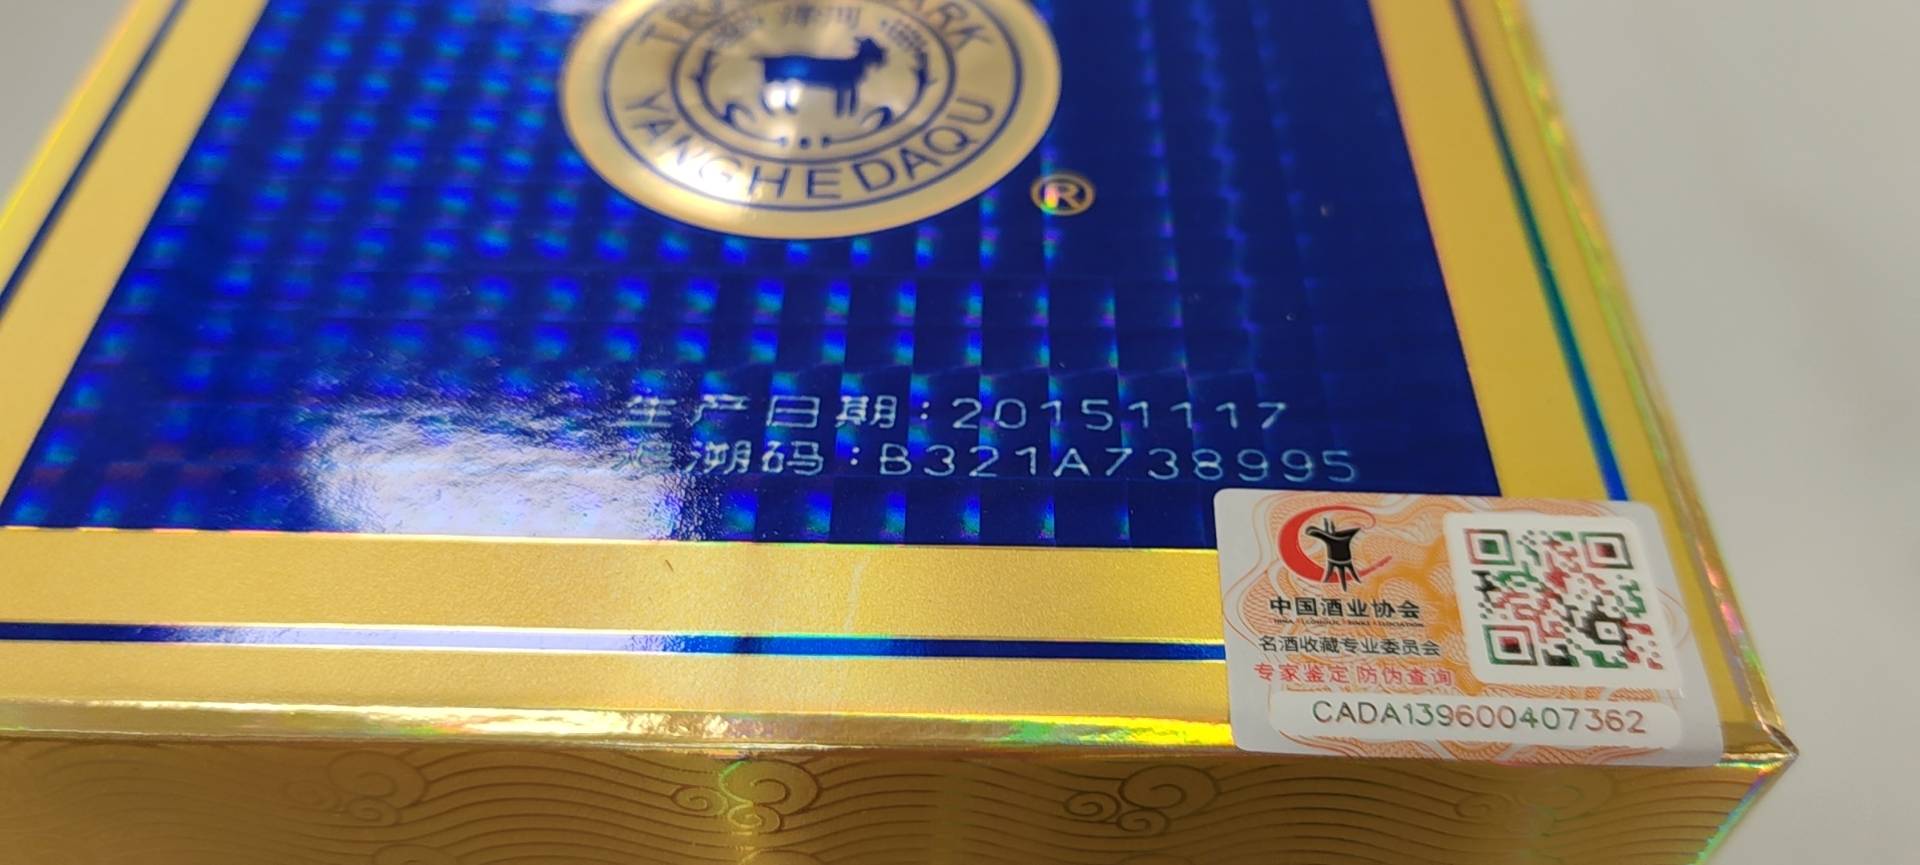 TRADEMARK
洋河
YANGHEDAQU
®
生产日期:20151117
追溯码:B321A738995
中国酒业协会
名酒收藏专业委员会
专家鉴定 防伪查询
CADA139600407362